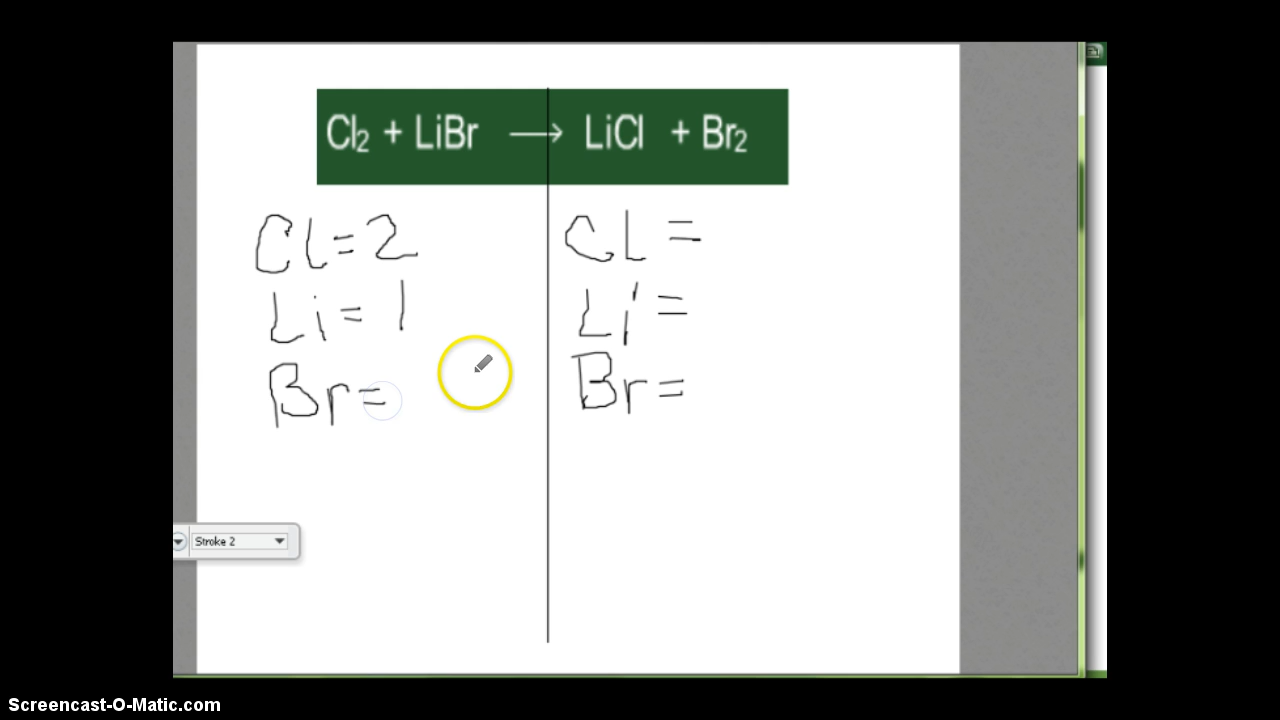 Cl₂ + LiBr ⟶ LiCl + Br₂
Cl = 2
Li = 1
Br =
Cl =
Li =
Br =
Stroke 2
Screencast-O-Matic.com